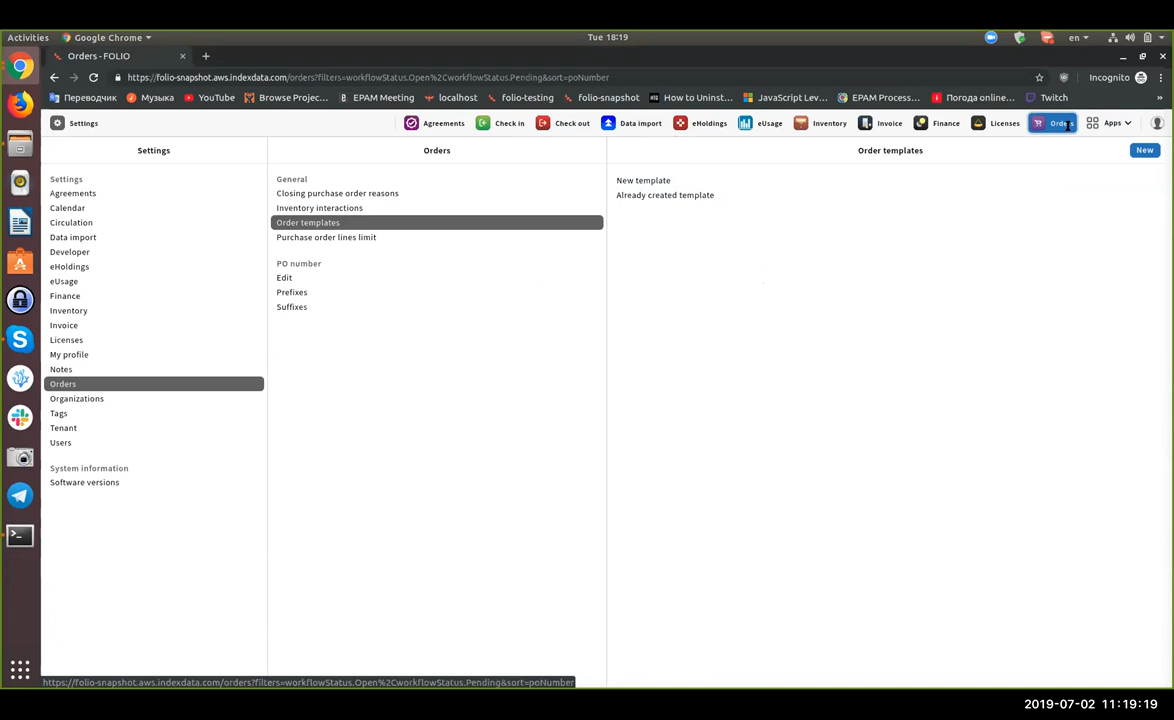 Activities Google Chrome Tue 18:19 en
Orders - FOLIO
https://folio-snapshot.aws.indexdata.com/orders?filters=workflowStatus.Open%2CworkflowStatus.Pending&sort=poNumber Incognito
Переводчик Музыка YouTube Browse Projec... EPAM Meeting localhost folio-testing folio-snapshot How to Uninst... JavaScript Lev... EPAM Process... Погода online... Twitch »
Settings Agreements Check in Check out Data import eHoldings eUsage Inventory Invoice Finance Licenses Orders Apps
Settings Orders Order templates New
Settings
Agreements
Calendar
Circulation
Data import
Developer
eHoldings
eUsage
Finance
Inventory
Invoice
Licenses
My profile
Notes
Orders
Organizations
Tags
Tenant
Users
System information
Software versions
General
Closing purchase order reasons
Inventory interactions
Order templates
Purchase order lines limit
PO number
Edit
Prefixes
Suffixes
New template
Already created template
https://folio-snapshot.aws.indexdata.com/orders?filters=workflowStatus.Open%2CworkflowStatus.Pending&sort=poNumber
2019-07-02 11:19:19